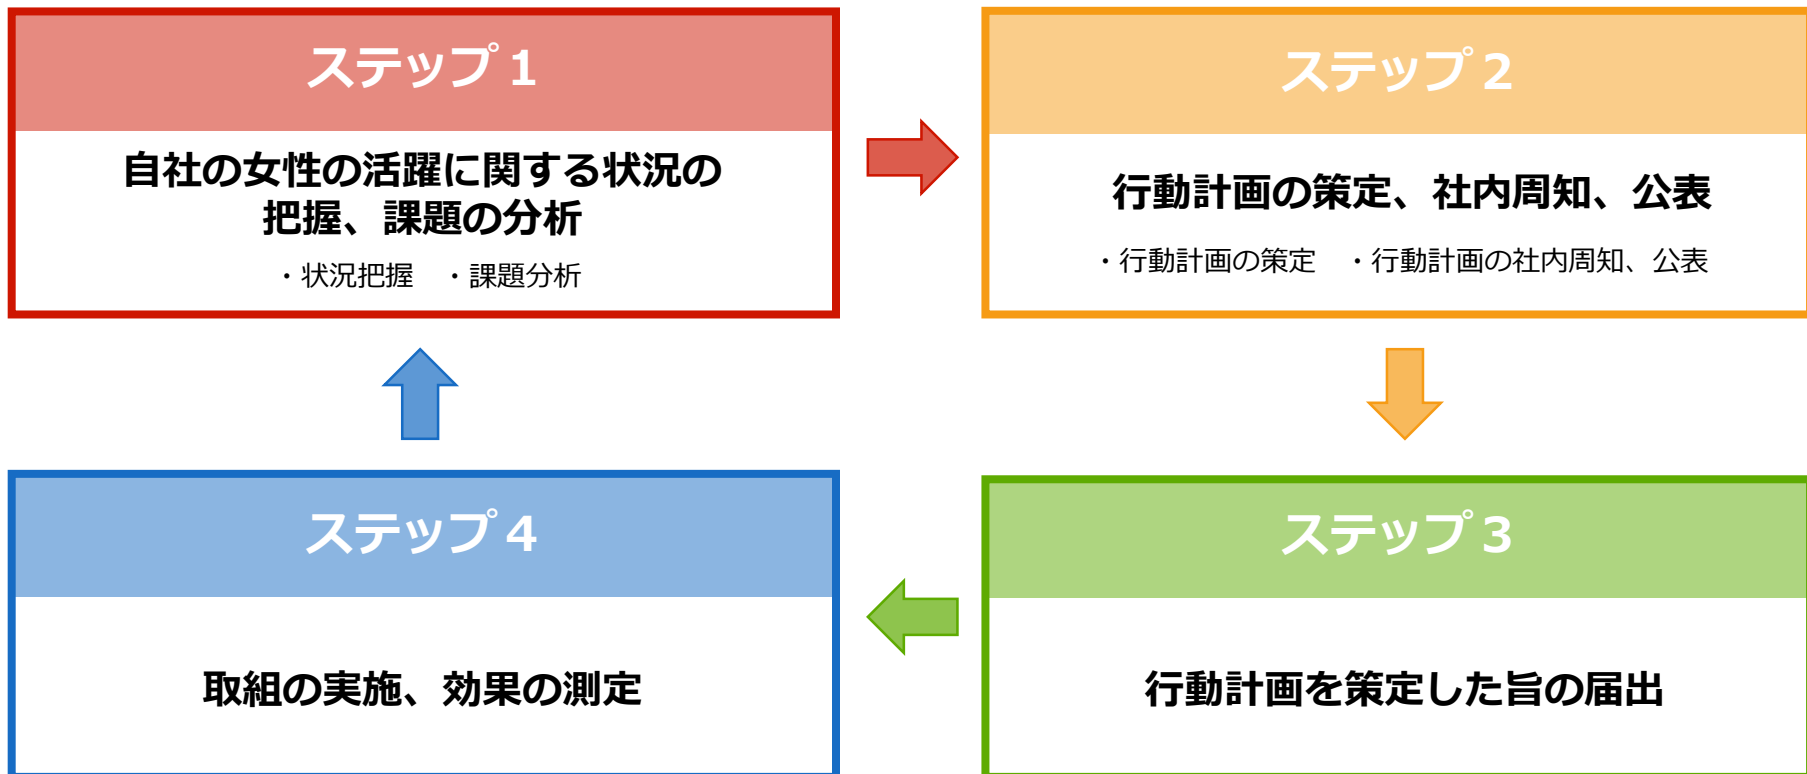 ステップ１
自社の女性の活躍に関する状況の
把握、課題の分析
・状況把握　・課題分析
ステップ２
行動計画の策定、社内周知、公表
・行動計画の策定　・行動計画の社内周知、公表
ステップ３
行動計画を策定した旨の届出
ステップ４
取組の実施、効果の測定